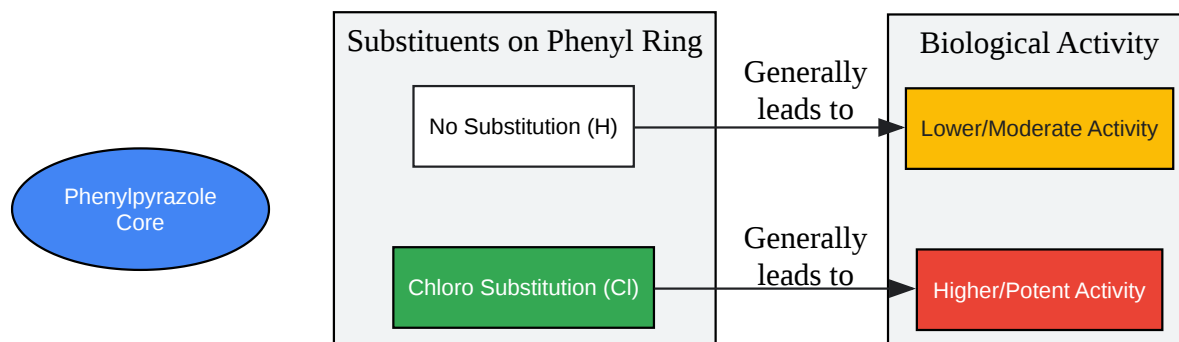 Phenylpyrazole
Core
Substituents on Phenyl Ring
No Substitution (H)
Chloro Substitution (Cl)
Generally
leads to
Generally
leads to
Biological Activity
Lower/Moderate Activity
Higher/Potent Activity